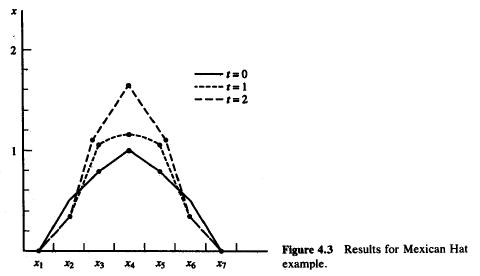 x
2
t = 0
t = 1
t = 2
1
x1 x2 x3 x4 x5 x6 x7
Figure 4.3 Results for Mexican Hat
example.